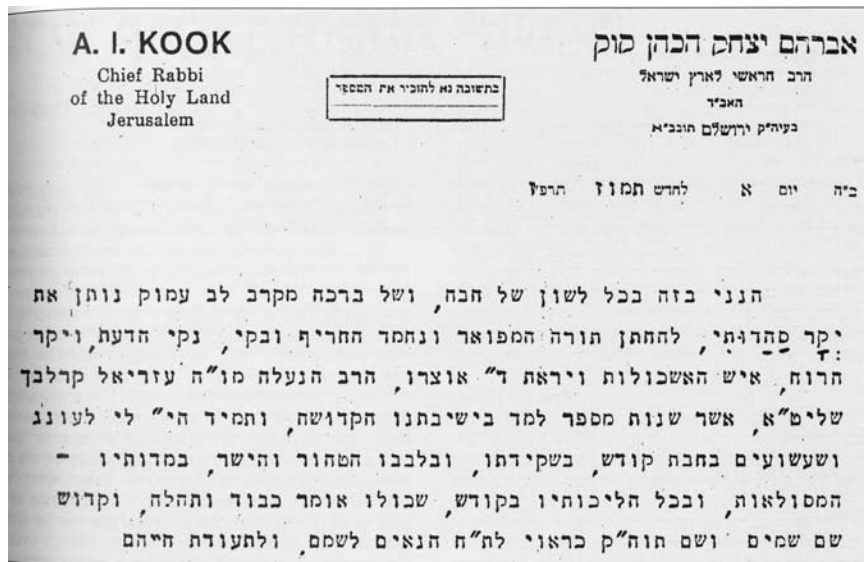 A. I. KOOK
Chief Rabbi
of the Holy Land
Jerusalem
בתשובה נא להזכיר את המספר
אברהם יצחק הכהן קוק
הרב הראשי לארץ ישראל
האב"ד
בעיה"ק ירושלם תובב"א
ב"ה יום א לחדש תמוז
הנני בזה בכל לשון של חבה, ושל ברכה מקרב לב עמוק נותן את
יקר סהדותי, להחתן תורה המפואר ונחמד החריף ובקי, נקי הדעת, ויקר
הרוח, איש האשכולות ויראת ד" אוצרו, הרב הנעלה מו"ה עזריאל קרלבך
שליט"א, אשר שנות מספר למד בישיבתנו הקדושה, ותמיד הי" לי לעונג
ושעשועים בחבת קודש, בשקידתו, ובלבבו הטהור והישר, במדותיו -
המסולאות, ובכל הליכותיו בקודש, שכולו אומר כבוד ותהלה, וקדוש
שם שמים ושם תוה"ק כראוי לת"ח הנאים לשמם, ולתעודת חייהם